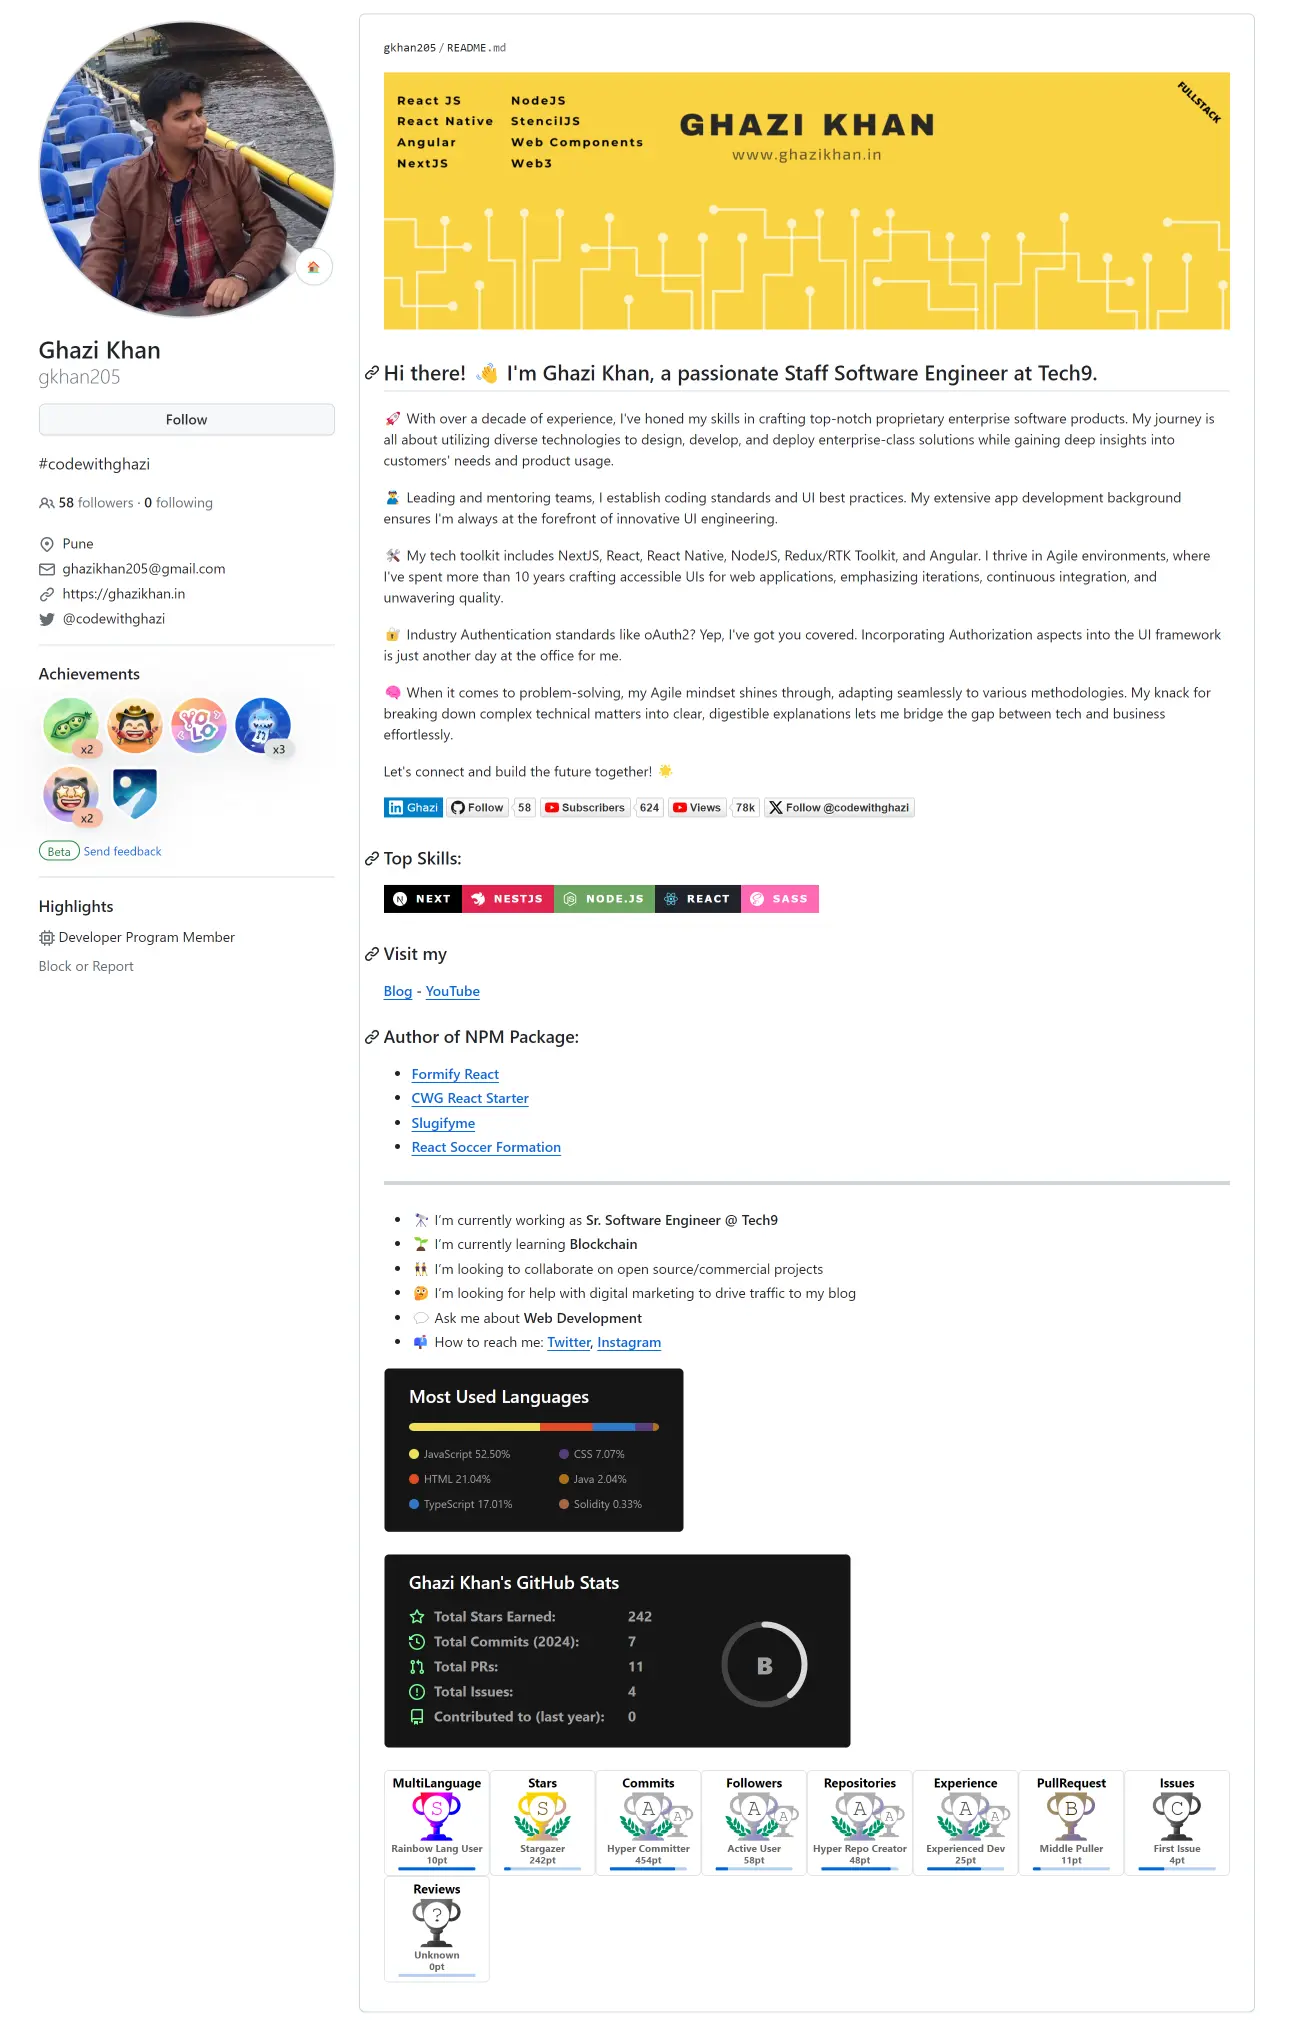 Ghazi Khan
gkhan205
Follow
#codewithghazi
58 followers · 0 following
Pune
ghazikhan205@gmail.com
https://ghazikhan.in
@codewithghazi
Achievements
x2
YOLO
x3
x2
Beta Send feedback
Highlights
Developer Program Member
Block or Report
gkhan205 / README.md
React JS NodeJS
React Native StencilJS
Angular Web Components
NextJS Web3
GHAZI KHAN
www.ghazikhan.in
FULLSTACK
Hi there! 👋 I'm Ghazi Khan, a passionate Staff Software Engineer at Tech9.
🚀 With over a decade of experience, I've honed my skills in crafting top-notch proprietary enterprise software products. My journey is
all about utilizing diverse technologies to design, develop, and deploy enterprise-class solutions while gaining deep insights into
customers' needs and product usage.
👨‍🏫 Leading and mentoring teams, I establish coding standards and UI best practices. My extensive app development background
ensures I'm always at the forefront of innovative UI engineering.
🛠️ My tech toolkit includes NextJS, React, React Native, NodeJS, Redux/RTK Toolkit, and Angular. I thrive in Agile environments, where
I've spent more than 10 years crafting accessible UIs for web applications, emphasizing iterations, continuous integration, and
unwavering quality.
🔐 Industry Authentication standards like oAuth2? Yep, I've got you covered. Incorporating Authorization aspects into the UI framework
is just another day at the office for me.
🧠 When it comes to problem-solving, my Agile mindset shines through, adapting seamlessly to various methodologies. My knack for
breaking down complex technical matters into clear, digestible explanations lets me bridge the gap between tech and business
effortlessly.
Let's connect and build the future together! 🌟
in Ghazi Follow 58 Subscribers 624 Views 78k X Follow @codewithghazi
Top Skills:
N NEXT NESTJS JS NODE.JS REACT SASS
Visit my
Blog - YouTube
Author of NPM Package:
• Formify React
• CWG React Starter
• Slugifyme
• React Soccer Formation
• 🔭 I’m currently working as Sr. Software Engineer @ Tech9
• 🌱 I’m currently learning Blockchain
• 👯 I’m looking to collaborate on open source/commercial projects
• 🤔 I’m looking for help with digital marketing to drive traffic to my blog
• 💬 Ask me about Web Development
• 📫 How to reach me: Twitter, Instagram
Most Used Languages
JavaScript 52.50% CSS 7.07%
HTML 21.04% Java 2.04%
TypeScript 17.01% Solidity 0.33%
Ghazi Khan's GitHub Stats
Total Stars Earned: 242
Total Commits (2024): 7
Total PRs: 11
Total Issues: 4
Contributed to (last year): 0
B
MultiLanguage Stars Commits Followers Repositories Experience PullRequest Issues
S S A A A A A A A A B C
Rainbow Lang User Stargazer Hyper Committer Active User Hyper Repo Creator Experienced Dev Middle Puller First Issue
10pt 242pt 454pt 58pt 48pt 25pt 11pt 4pt
Reviews
?
Unknown
0pt